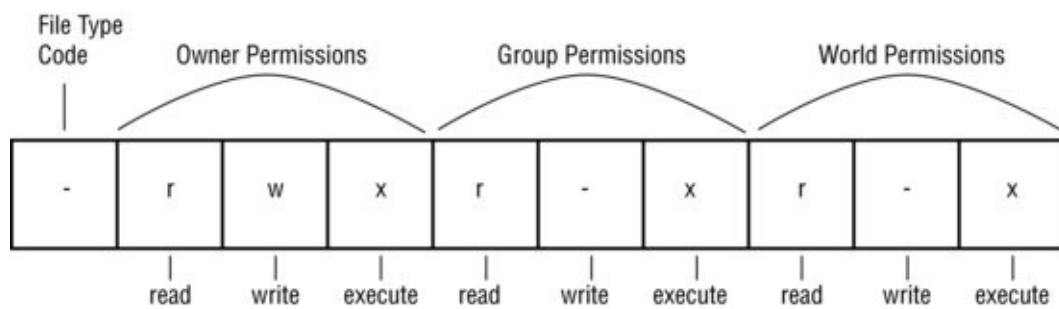 File Type
Code
Owner Permissions
Group Permissions
World Permissions
- r w x r - x r - x
read write execute read write execute read write execute